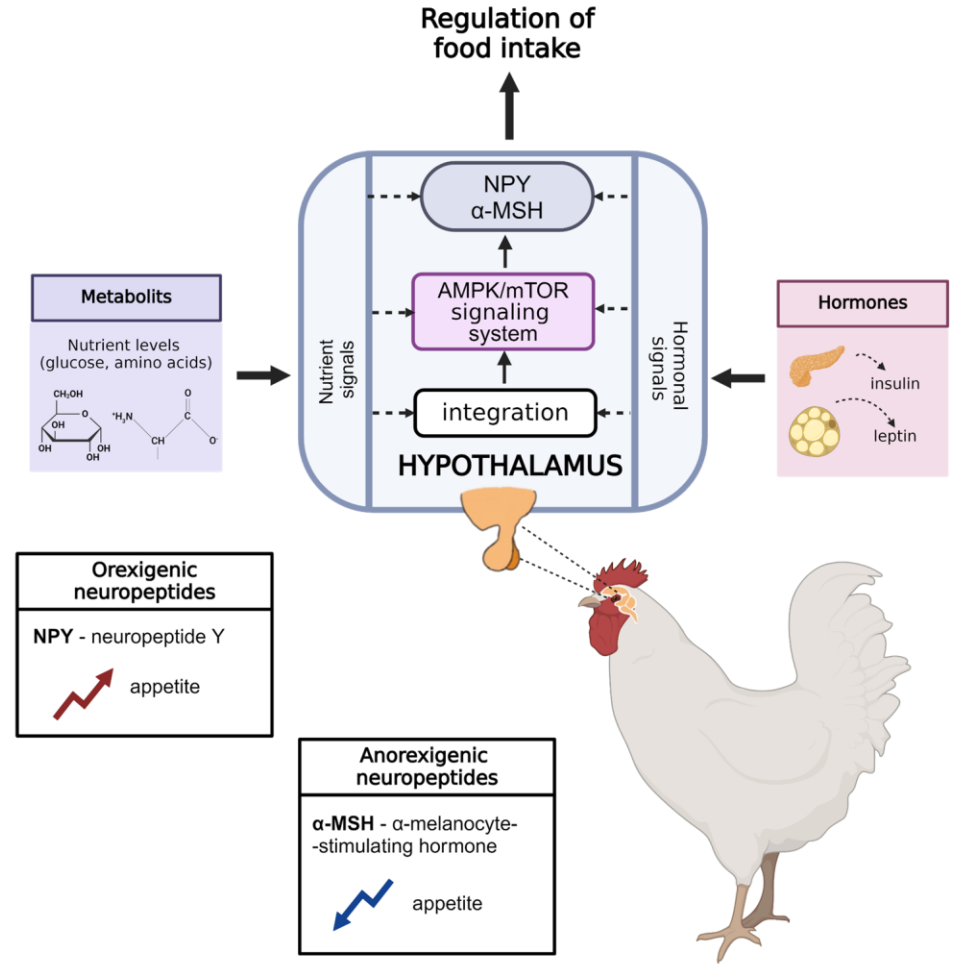 Regulation of
food intake
NPY
α-MSH
AMPK/mTOR
signaling
system
integration
HYPOTHALAMUS
Nutrient
signals
Hormonal
signals
Metabolits
Nutrient levels
(glucose, amino acids)
CH₂OH
O
OH
OH
OH
OH
⁺H₃N
CH
O
O⁻
Hormones
insulin
leptin
Orexigenic
neuropeptides
NPY - neuropeptide Y
appetite
Anorexigenic
neuropeptides
α-MSH - α-melanocyte-
-stimulating hormone
appetite